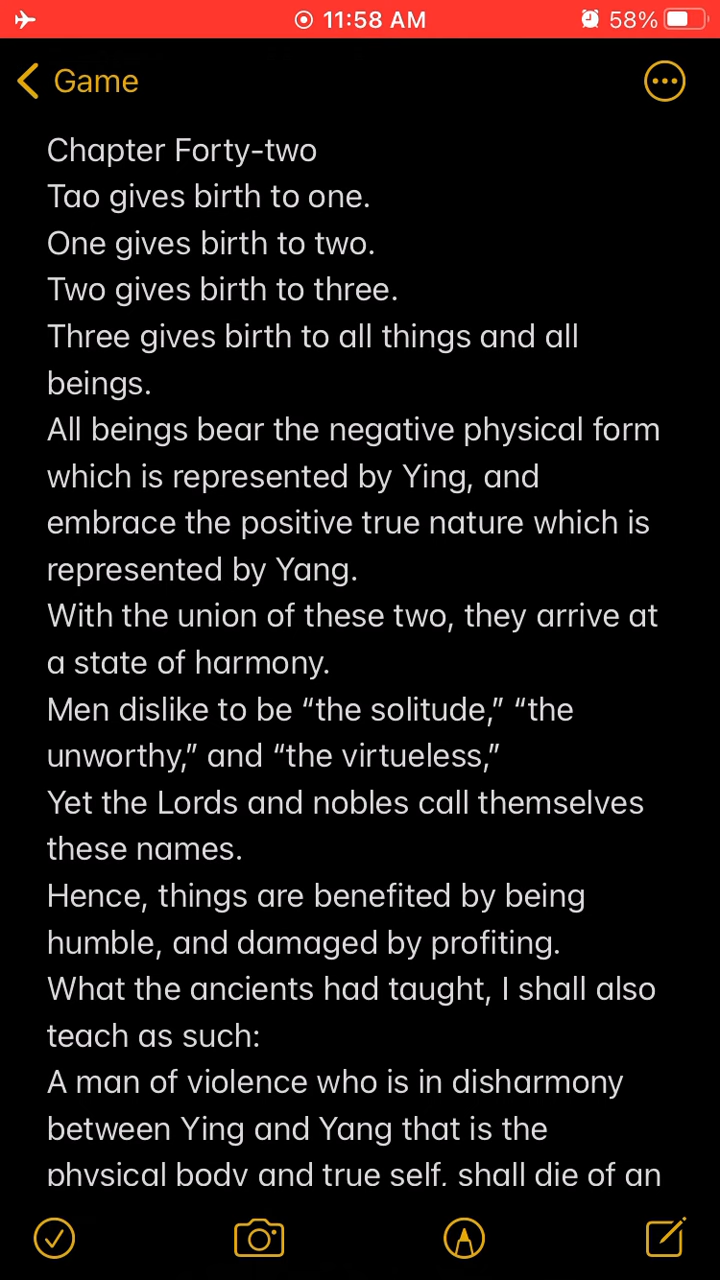 11:58 AM
58%
Game
Chapter Forty-two
Tao gives birth to one.
One gives birth to two.
Two gives birth to three.
Three gives birth to all things and all
beings.
All beings bear the negative physical form
which is represented by Ying, and
embrace the positive true nature which is
represented by Yang.
With the union of these two, they arrive at
a state of harmony.
Men dislike to be “the solitude,” “the
unworthy,” and “the virtueless,”
Yet the Lords and nobles call themselves
these names.
Hence, things are benefited by being
humble, and damaged by profiting.
What the ancients had taught, I shall also
teach as such:
A man of violence who is in disharmony
between Ying and Yang that is the
physical body and true self, shall die of an